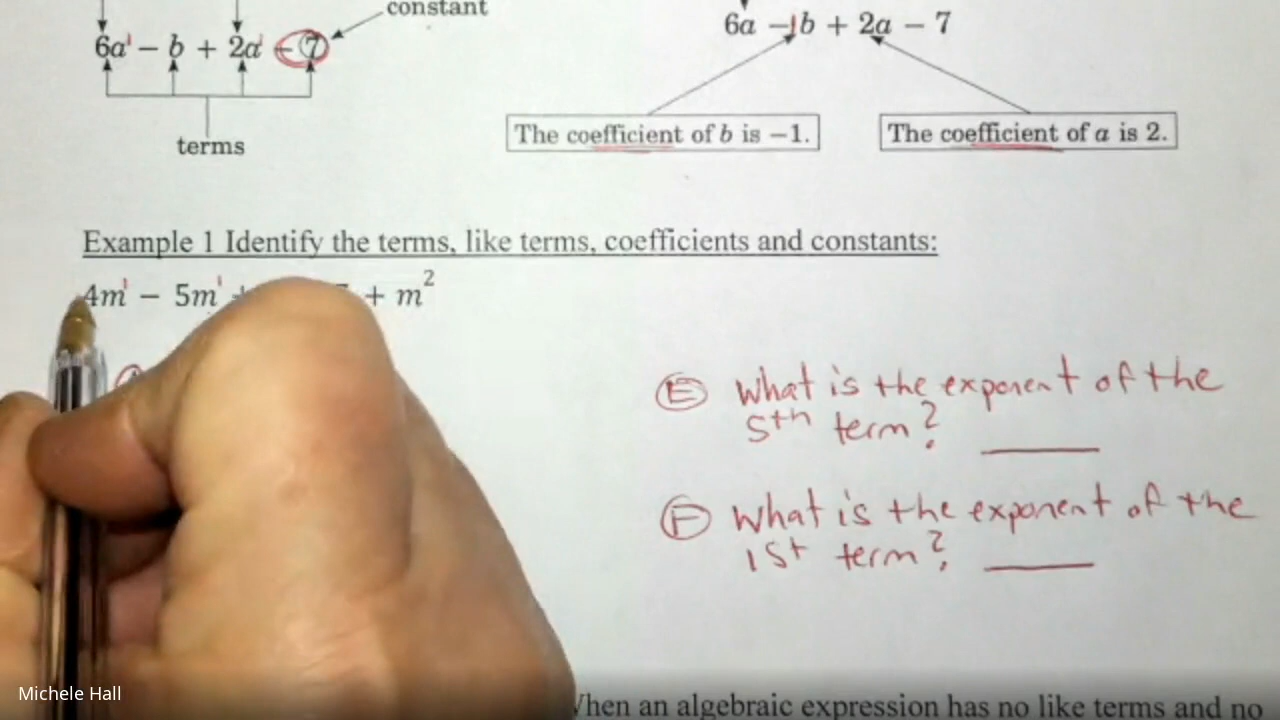 constant
6a¹ − b + 2a¹ − 7
terms
6a −1b + 2a − 7
The coefficient of b is −1.
The coefficient of a is 2.
Example 1 Identify the terms, like terms, coefficients and constants:
4m¹ − 5m¹ + m²
Ⓔ What is the exponent of the
5th term?
Ⓕ What is the exponent of the
1st term?
When an algebraic expression has no like terms and no
Michele Hall